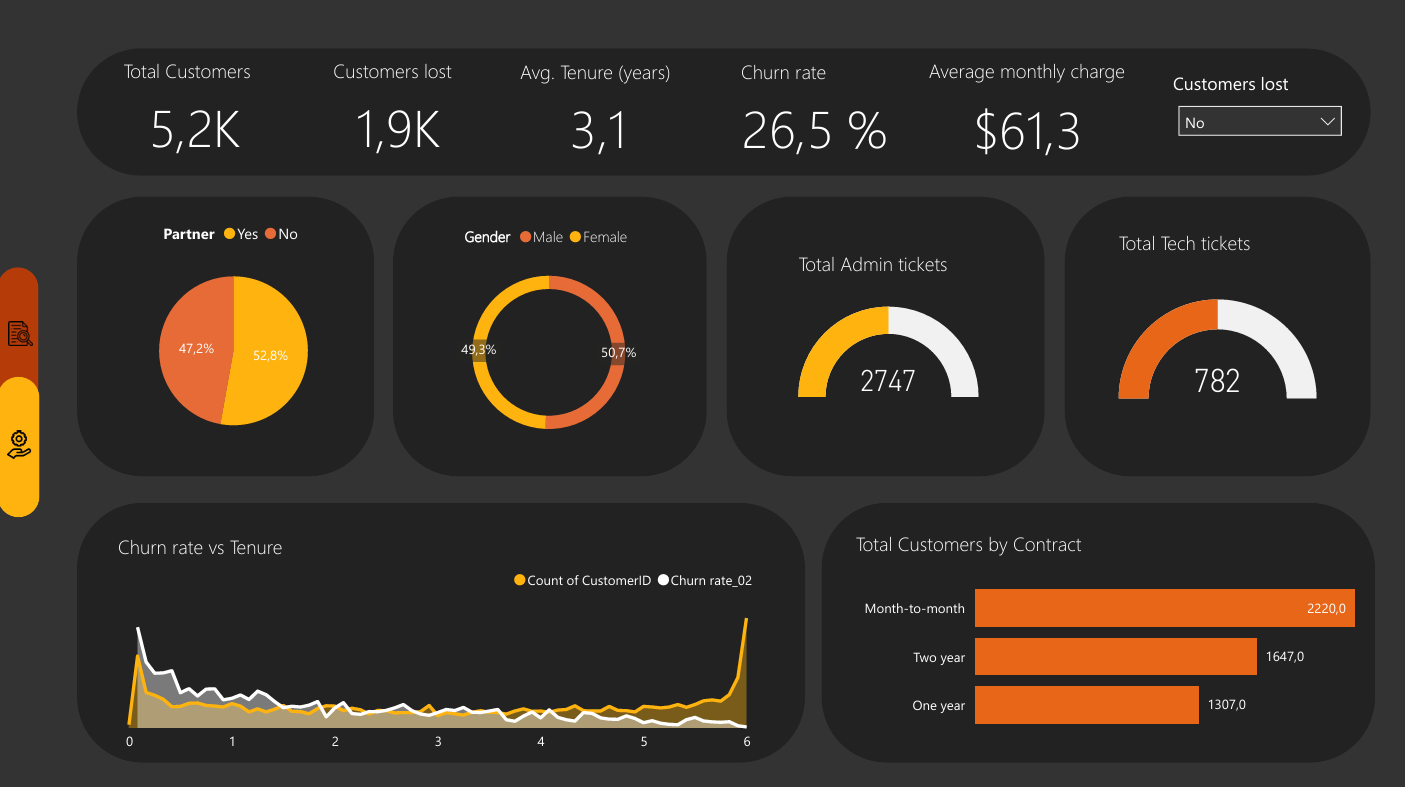 Total Customers
5,2K
Customers lost
1,9K
Avg. Tenure (years)
3,1
Churn rate
26,5 %
Average monthly charge
$61,3
Customers lost
No
Partner Yes No
47,2%
52,8%
Gender Male Female
49,3%
50,7%
Total Admin tickets
2747
Total Tech tickets
782
Churn rate vs Tenure
Count of CustomerID Churn rate_02
0 1 2 3 4 5 6
Total Customers by Contract
Month-to-month 2220,0
Two year 1647,0
One year 1307,0